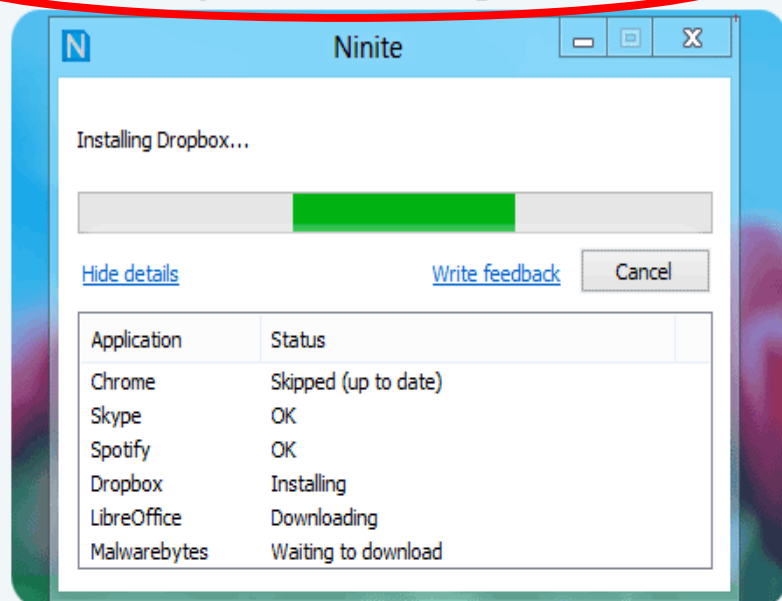 N
Ninite
Installing Dropbox...
Hide details Write feedback Cancel
Application Status
Chrome Skipped (up to date)
Skype OK
Spotify OK
Dropbox Installing
LibreOffice Downloading
Malwarebytes Waiting to download